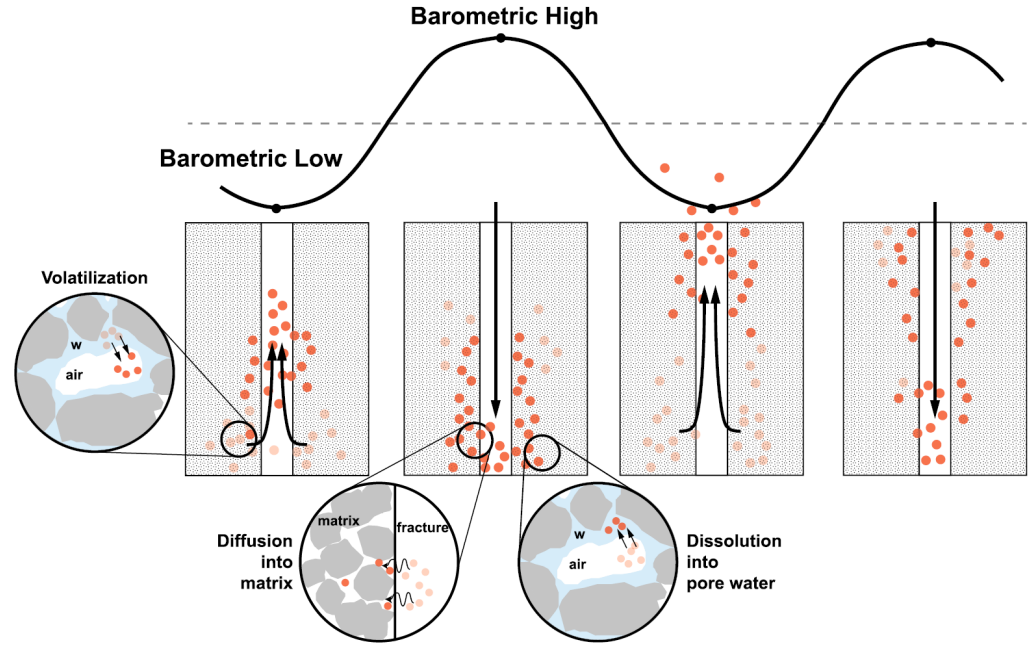 Barometric High
Barometric Low
Volatilization
w
air
matrix
fracture
Diffusion
into
matrix
w
air
Dissolution
into
pore water